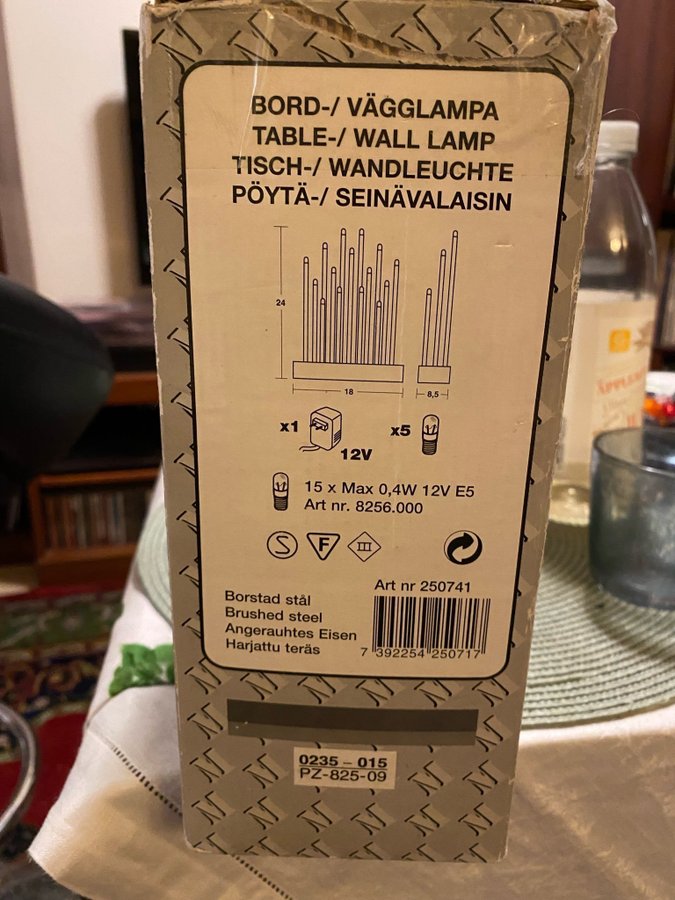 BORD-/ VÄGGLAMPA
TABLE-/ WALL LAMP
TISCH-/ WANDLEUCHTE
PÖYTÄ-/ SEINÄVALAISIN
24
18
8,5
x1
12V
x5
15 x Max 0,4W 12V E5
Art nr. 8256.000
S
F
III
Art nr 250741
Borstad stål
Brushed steel
Angerauhtes Eisen
Harjattu teräs
7 392254 250717
0235 – 015
PZ-825-09